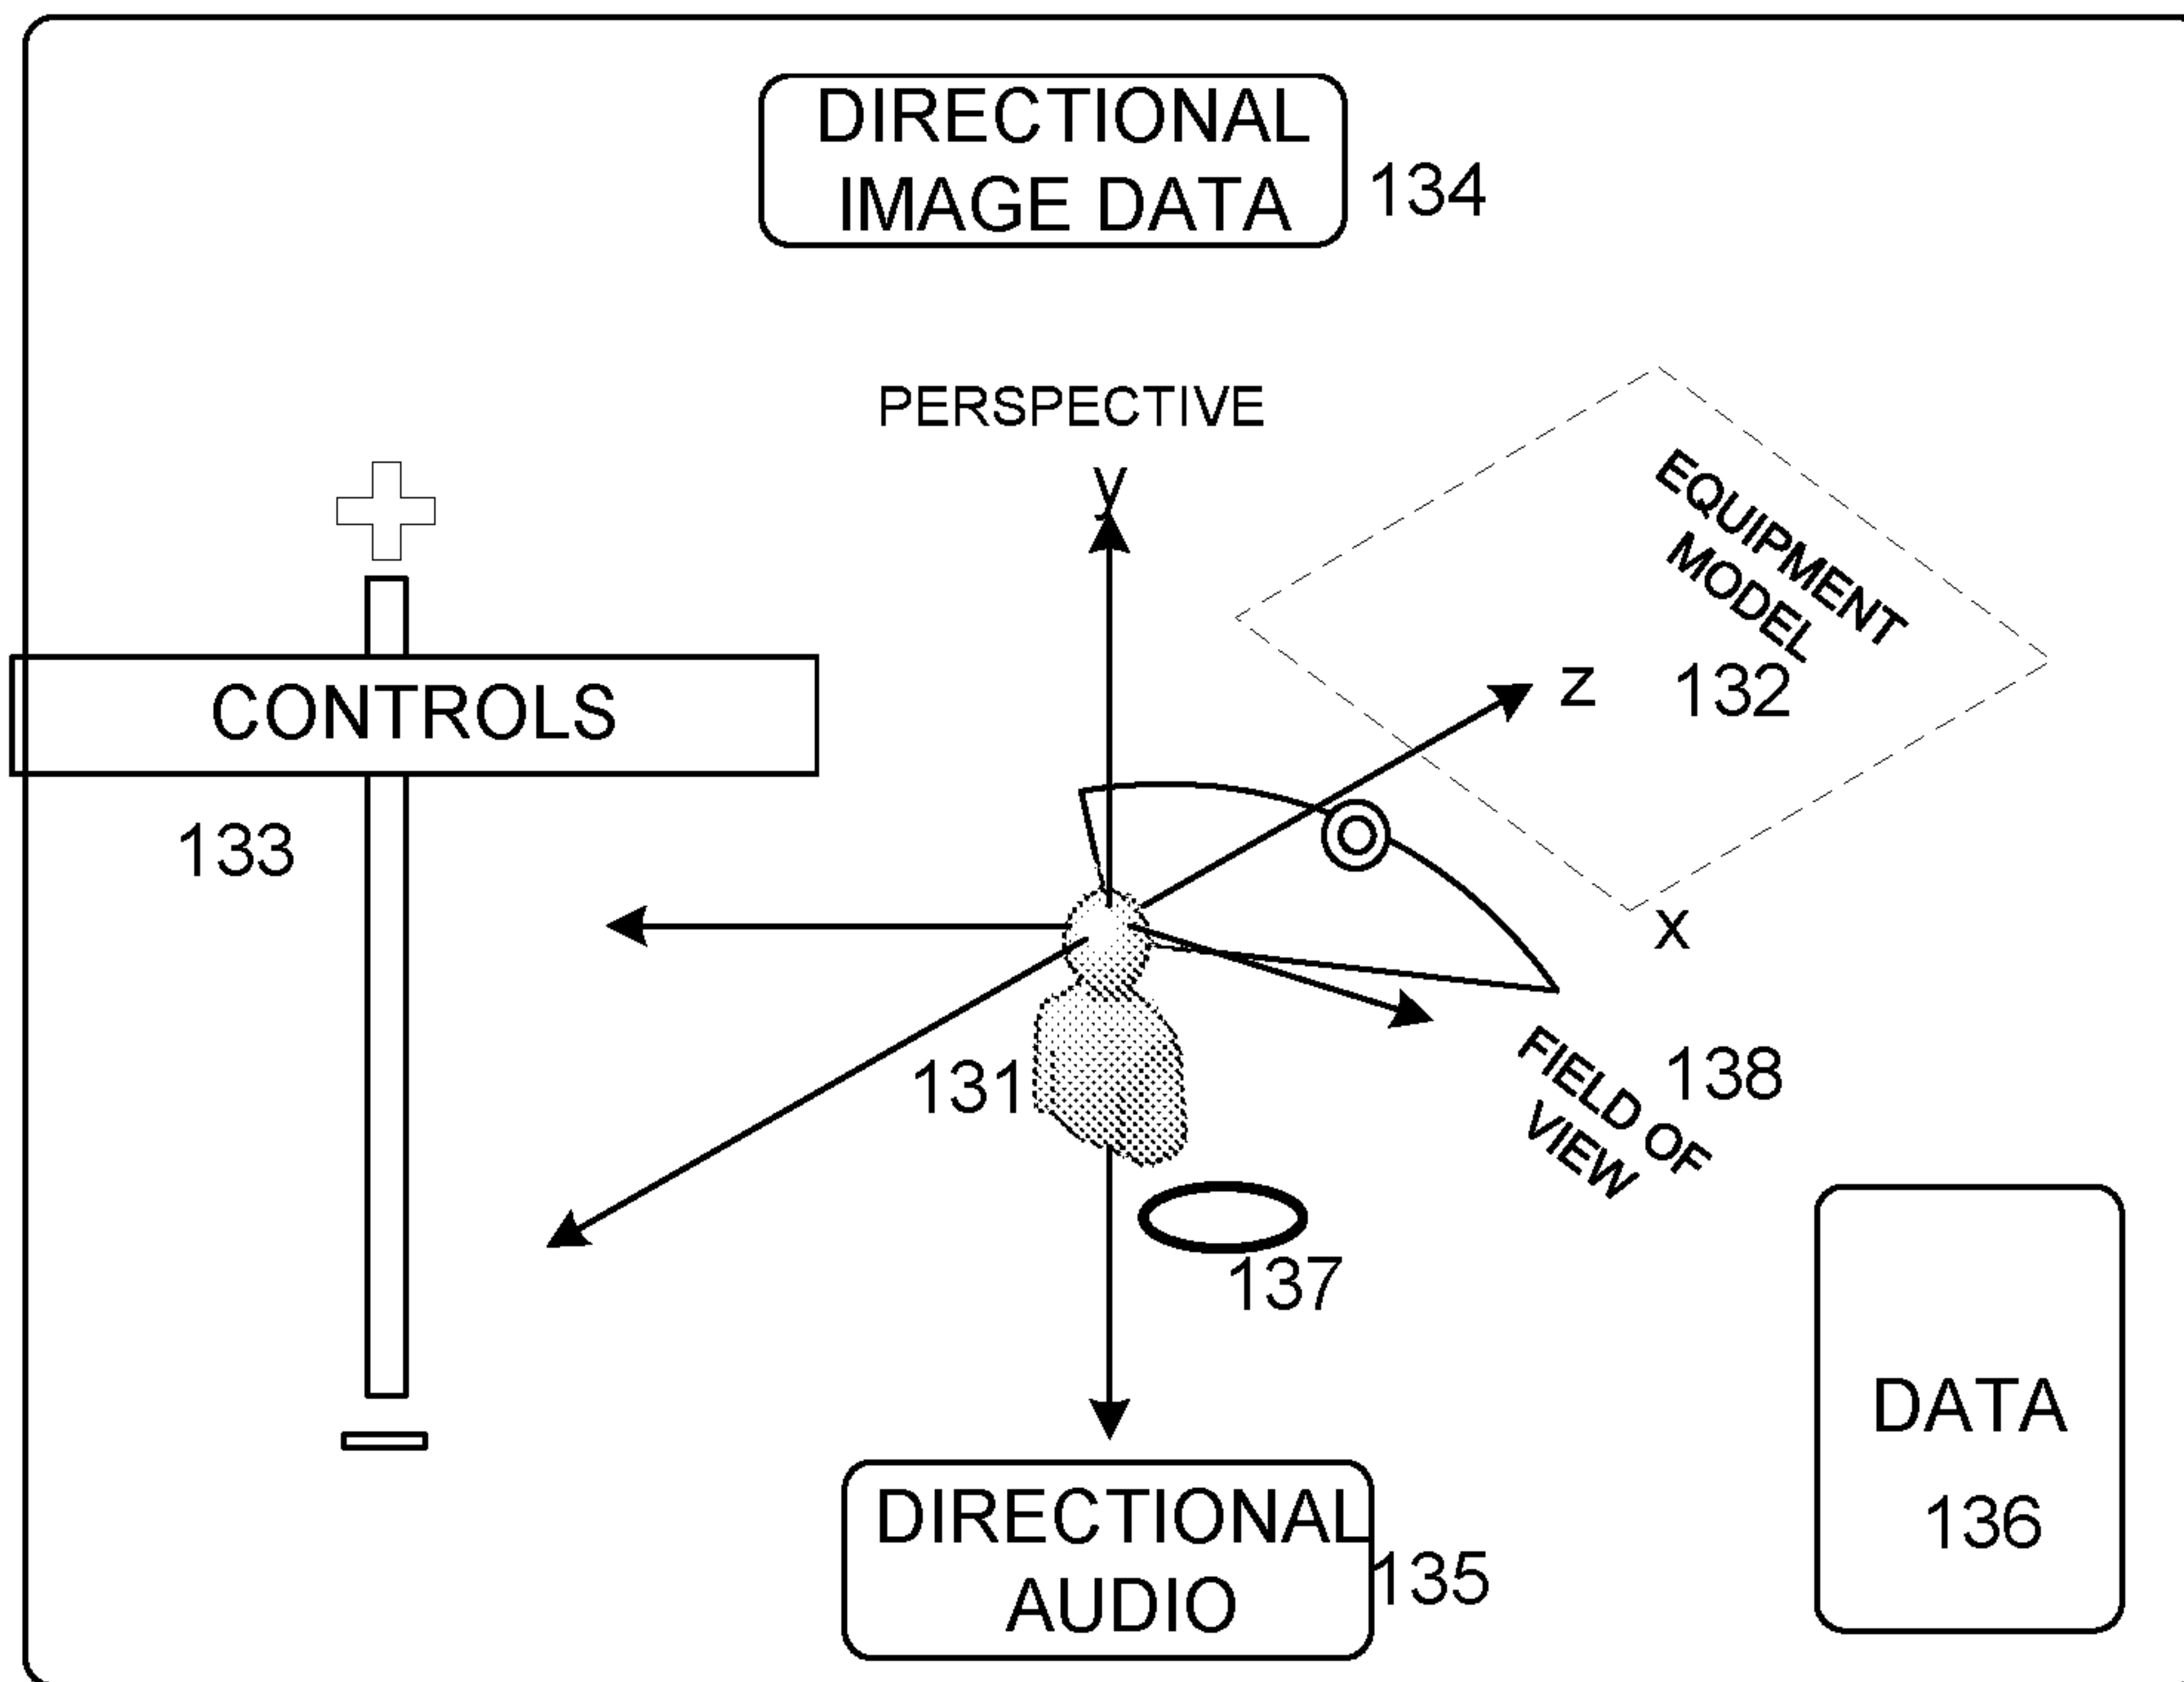 DIRECTIONAL
IMAGE DATA
134
PERSPECTIVE
y
EQUIPMENT
MODEL
132
z
CONTROLS
133
x
131
FIELD OF
VIEW
138
137
DATA
136
DIRECTIONAL
AUDIO
135